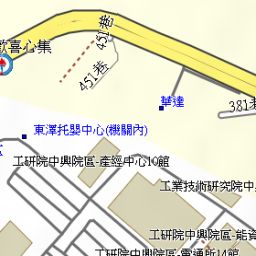 歡喜心集
451巷
451巷
華達
381巷
東澤托嬰中心(機關內)
工研院中興院區-產經中心10館
工業技術研究院中興
工研院中興院區-能資
工研院中興院區-電通所14館